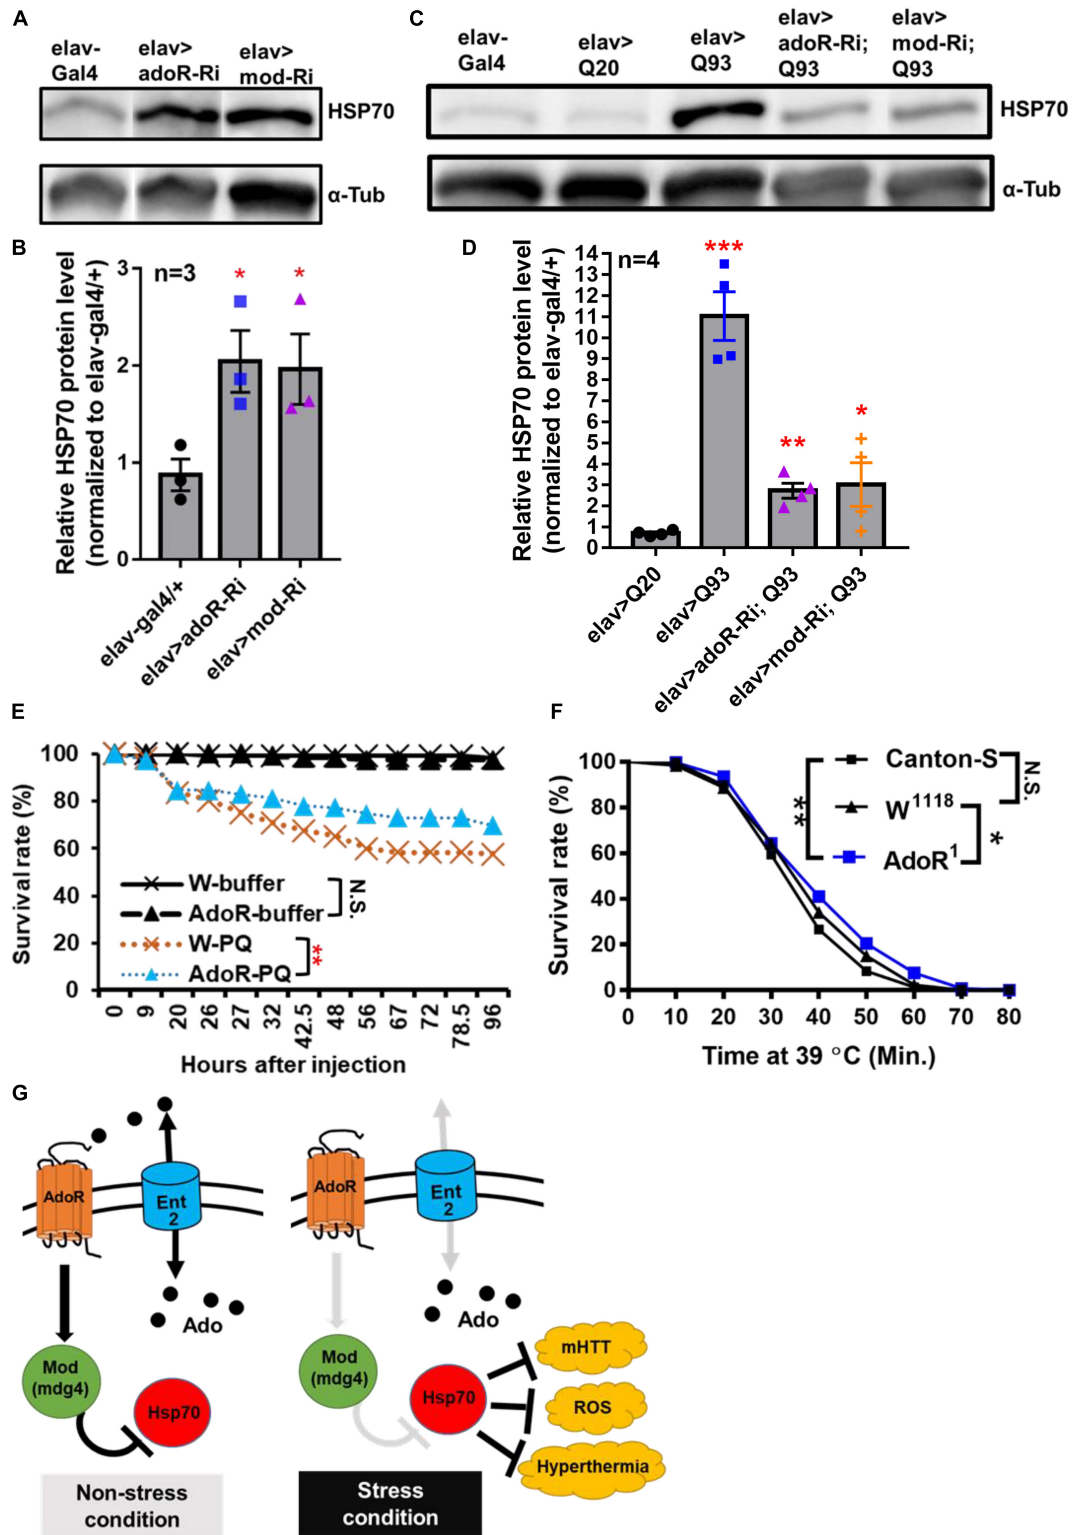 A
elav-
Gal4
elav>
adoR-Ri
elav>
mod-Ri
HSP70
α-Tub
C
elav-
Gal4
elav>
Q20
elav>
Q93
elav>
adoR-Ri;
Q93
elav>
mod-Ri;
Q93
HSP70
α-Tub
B
Relative HSP70 protein level
(normalized to elav-gal4/+)
3
2
1
0
n=3
*
*
elav-gal4/+
elav>adoR-Ri
elav>mod-Ri
D
Relative HSP70 protein level
(normalized to elav-gal4/+)
14
13
12
11
10
9
8
7
6
5
4
3
2
1
0
n=4
***
**
*
elav>Q20
elav>Q93
elav>adoR-Ri; Q93
elav>mod-Ri; Q93
E
Survival rate (%)
100
80
60
40
20
0
W-buffer
AdoR-buffer
W-PQ
AdoR-PQ
N.S.
**
0 9 20 26 27 32 42.5 48 56 67 72 78.5 96
Hours after injection
F
Survival rate (%)
100
80
60
40
20
0
Canton-S
W1118
AdoR1
N.S.
**
*
0 10 20 30 40 50 60 70 80
Time at 39 °C (Min.)
G
AdoR
Ent
2
Ado
Mod
(mdg4)
Hsp70
Non-stress
condition
AdoR
Ent
2
Ado
Mod
(mdg4)
Hsp70
mHTT
ROS
Hyperthermia
Stress
condition